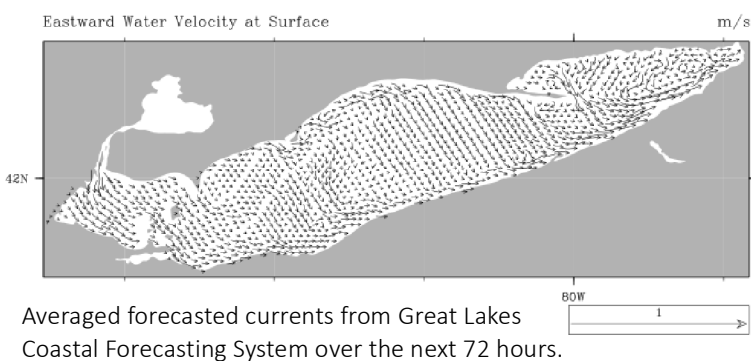 Eastward Water Velocity at Surface
m/s
42N
80W
1
Averaged forecasted currents from Great Lakes
Coastal Forecasting System over the next 72 hours.